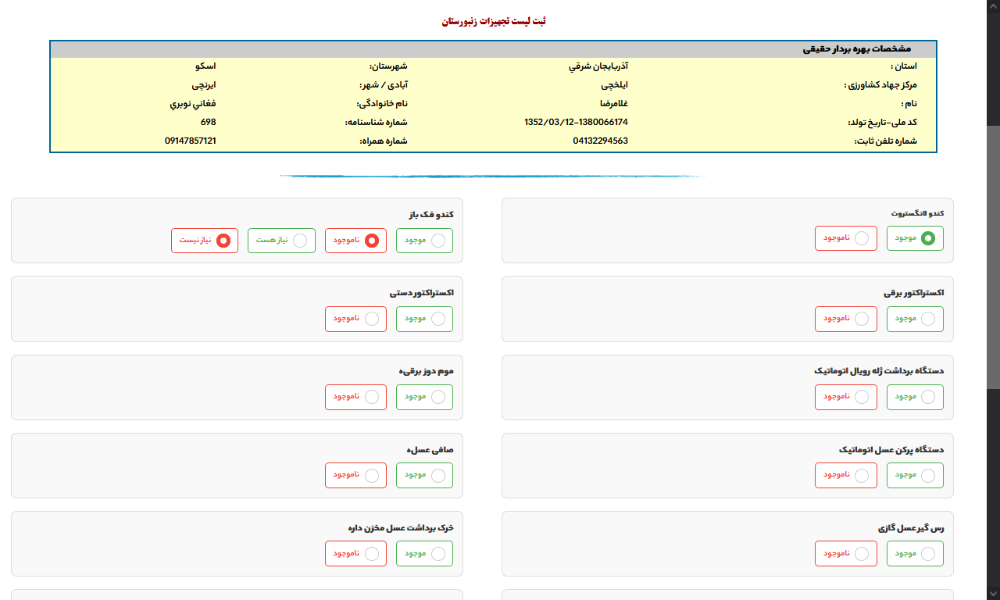 ثبت لیست تجهیزات زنبورستان
مشخصات بهره بردار حقیقی
استان : آذربايجان شرقي شهرستان: اسکو
مرکز جهاد کشاورزی : ایلخچی آبادی / شهر : ایرنچی
نام : غلامرضا نام خانوادگی: فغاني نوبري
کد ملی-تاریخ تولد: 1380066174-1352/03/12 شماره شناسنامه: 698
شماره تلفن ثابت: 04132294563 شماره همراه: 09147857121
کندو لانگستروت
موجود ناموجود
کندو فک باز
موجود ناموجود نیاز هست نیاز نیست
اکستراکتور برقی
موجود ناموجود
اکستراکتور دستی
موجود ناموجود
دستگاه برداشت ژله رویال اتوماتیک
موجود ناموجود
موم دوز برقیه
موجود ناموجود
دستگاه پرکن عسل اتوماتیک
موجود ناموجود
صافی عسله
موجود ناموجود
رس گیر عسل گازی
موجود ناموجود
خرک برداشت عسل مخزن داره
موجود ناموجود